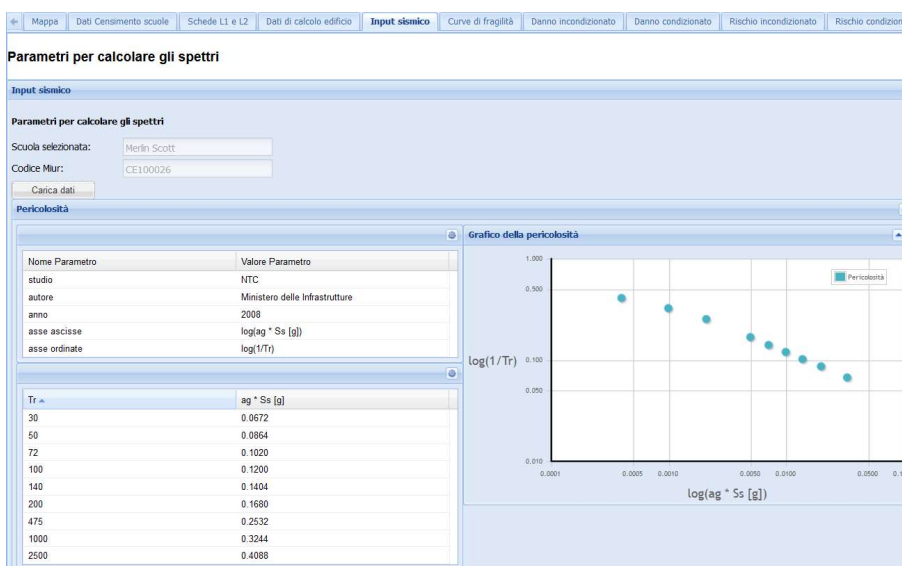 Mappa Dati Censimento scuole Schede L1 e L2 Dati di calcolo edificio Input sismico Curve di fragilità Danno incondizionato Danno condizionato Rischio incondizionato Rischio condizion
Parametri per calcolare gli spettri
Input sismico
Parametri per calcolare gli spettri
Scuola selezionata: Merlin Scott
Codice Miur: CE100026
Carica dati
Pericolosità
Nome Parametro Valore Parametro
studio NTC
autore Ministero delle Infrastrutture
anno 2008
asse ascisse log(ag * Ss [g])
asse ordinate log(1/Tr)
Tr ag * Ss [g]
30 0.0672
50 0.0864
72 0.1020
100 0.1200
140 0.1404
200 0.1680
475 0.2532
1000 0.3244
2500 0.4088
Grafico della pericolosità
1.000
Pericolosità
0.500
log(1/Tr) 0.100
0.050
0.010
0.0001 0.0005 0.0010 0.0050 0.0100 0.0500 0.1
log(ag * Ss [g])